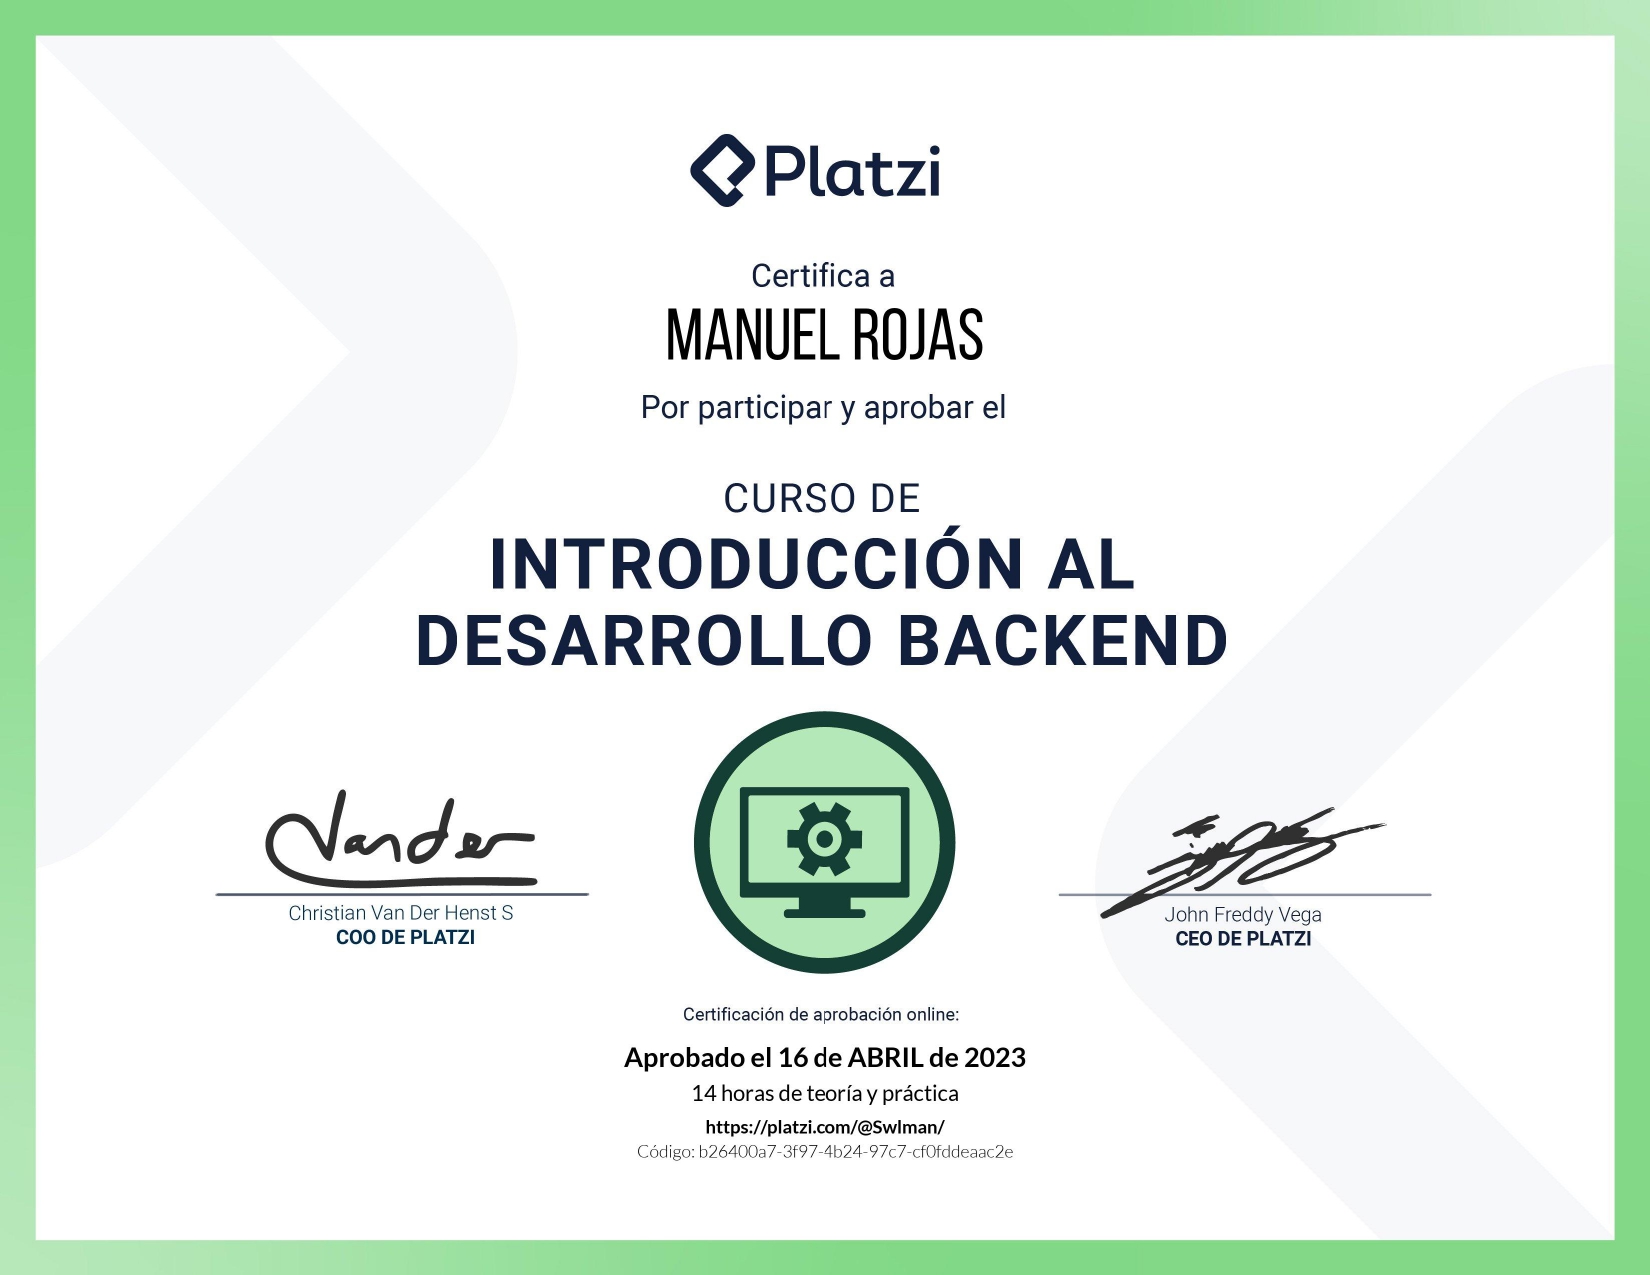 Platzi
Certifica a
MANUEL ROJAS
Por participar y aprobar el
CURSO DE
INTRODUCCIÓN AL
DESARROLLO BACKEND
Vander
Christian Van Der Henst S
COO DE PLATZI
John Freddy Vega
CEO DE PLATZI
Certificación de aprobación online:
Aprobado el 16 de ABRIL de 2023
14 horas de teoría y práctica
https://platzi.com/@Swlman/
Código: b26400a7-3f97-4b24-97c7-cf0fddeaac2e